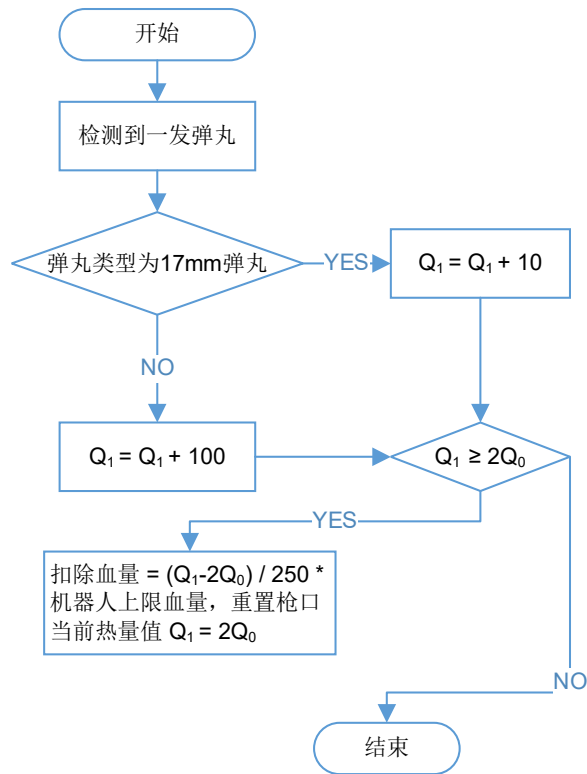 开始
检测到一发弹丸
弹丸类型为17mm弹丸
YES
Q₁ = Q₁ + 10
NO
Q₁ = Q₁ + 100
Q₁ ≥ 2Q₀
YES
扣除血量 = (Q₁-2Q₀) / 250 *
机器人上限血量，重置枪口
当前热量值 Q₁ = 2Q₀
NO
结束